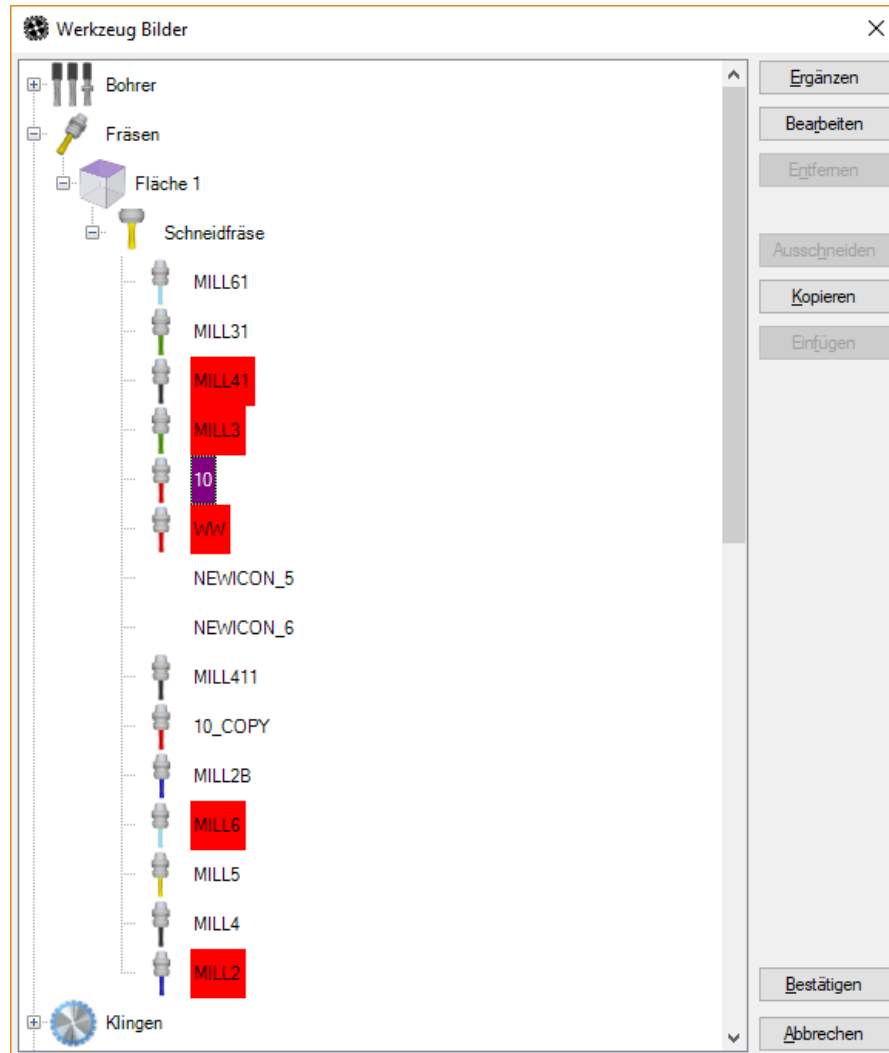 Werkzeug Bilder
Bohrer
Fräsen
Fläche 1
Schneidfräse
MILL61
MILL31
MILL41
MILL3
10
WW
NEWICON_5
NEWICON_6
MILL411
10_COPY
MILL2B
MILL6
MILL5
MILL4
MILL2
Klingen
Ergänzen
Bearbeiten
Entfernen
Ausschneiden
Kopieren
Einfügen
Bestätigen
Abbrechen